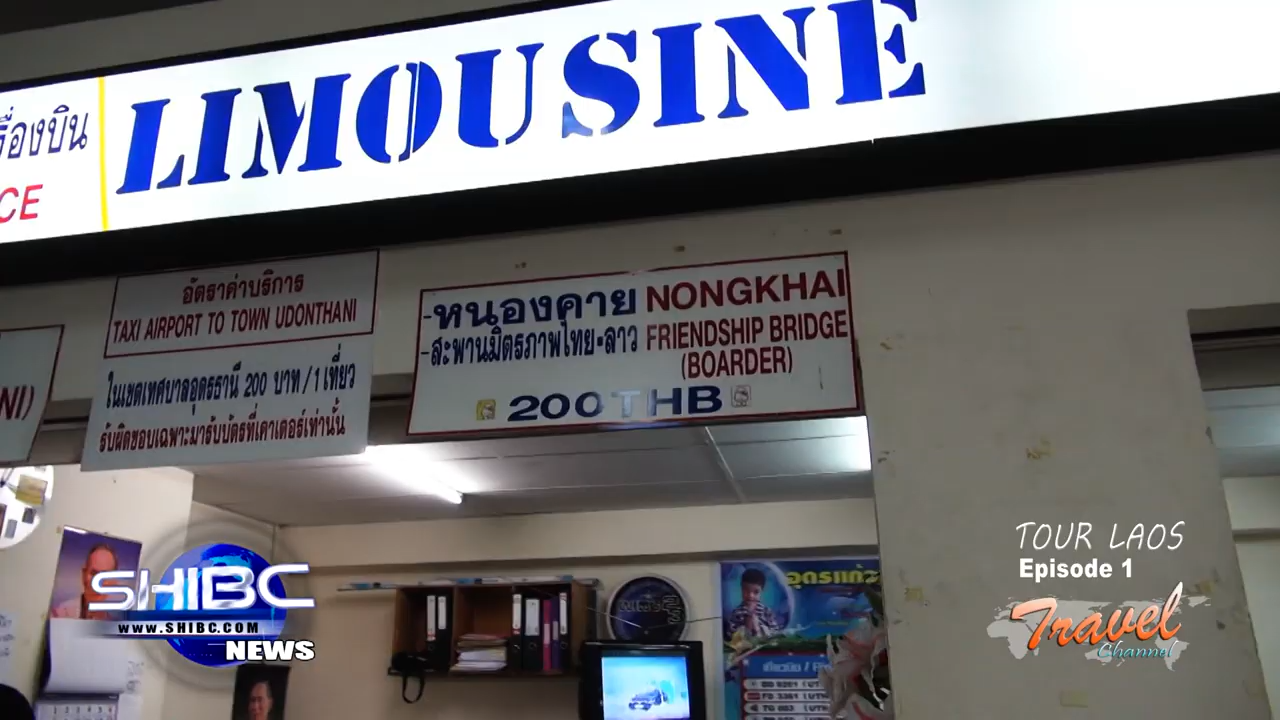 รื่องบิน
CE
LIMOUSINE
NI)
อัตราค่าบริการ
TAXI AIRPORT TO TOWN UDONTHANI
ในเขตเทศบาลอุดรธานี 200 บาท/1 เที่ยว
รับผิดชอบเฉพาะมารับบัตรที่เคาเตอร์เท่านั้น
-หนองคาย NONGKHAI
-สะพานมิตรภาพไทย-ลาว FRIENDSHIP BRIDGE
(BOARDER)
200THB
อุดรแก้ว
SHIBC
www.SHIBC.COM
NEWS
TOUR LAOS
Episode 1
Travel
Channel